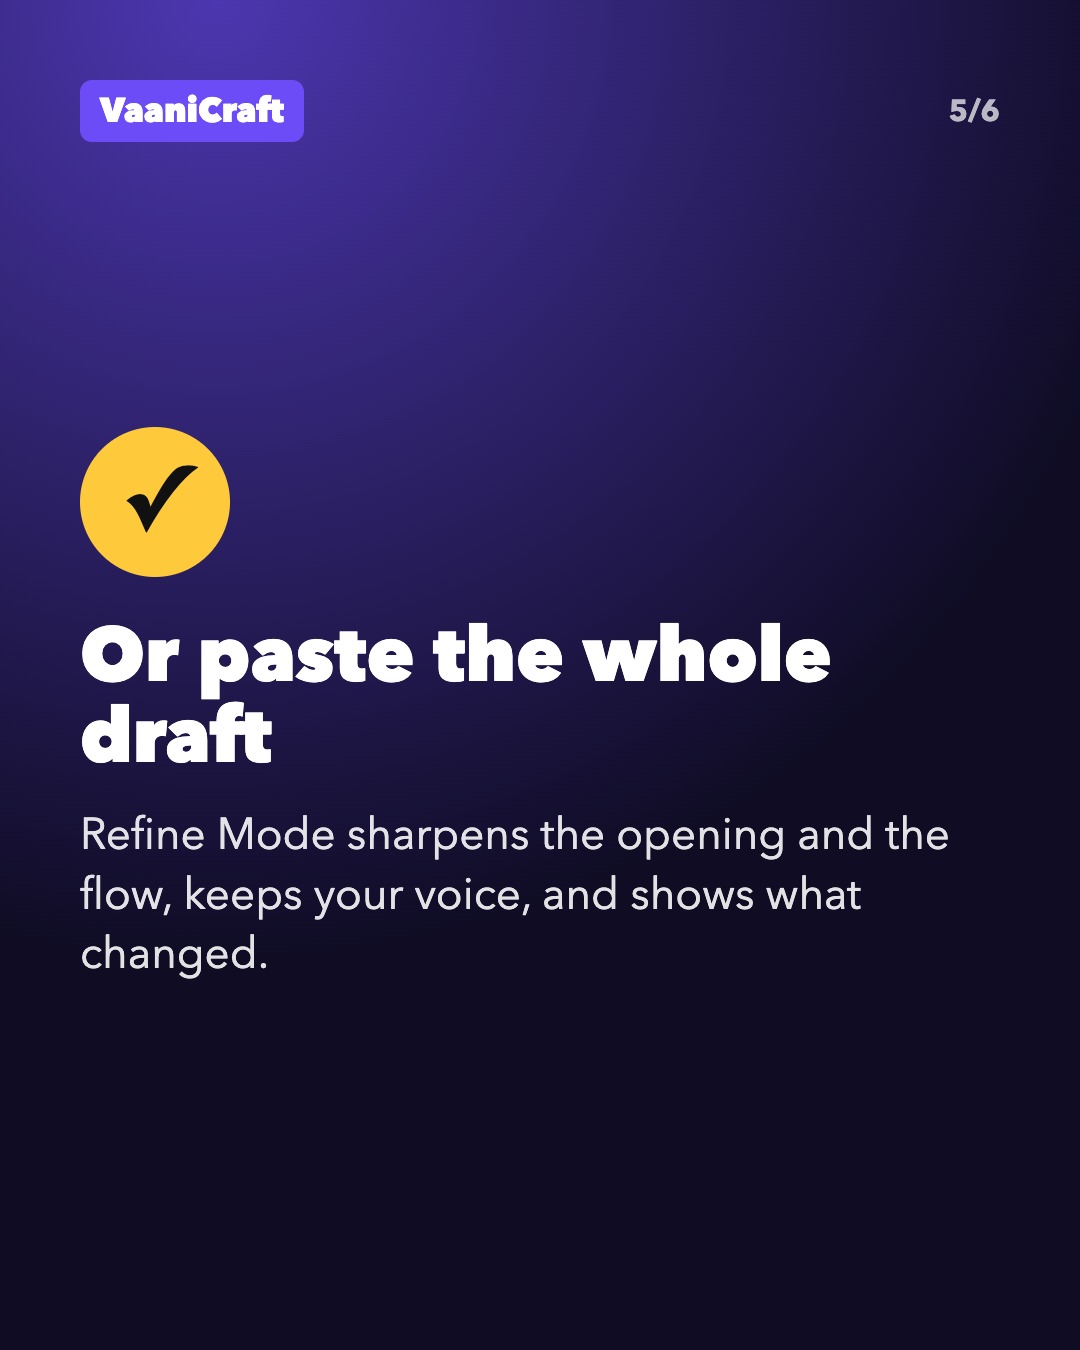 VaaniCraft
5/6
✓
Or paste the whole
draft
Refine Mode sharpens the opening and the
flow, keeps your voice, and shows what
changed.